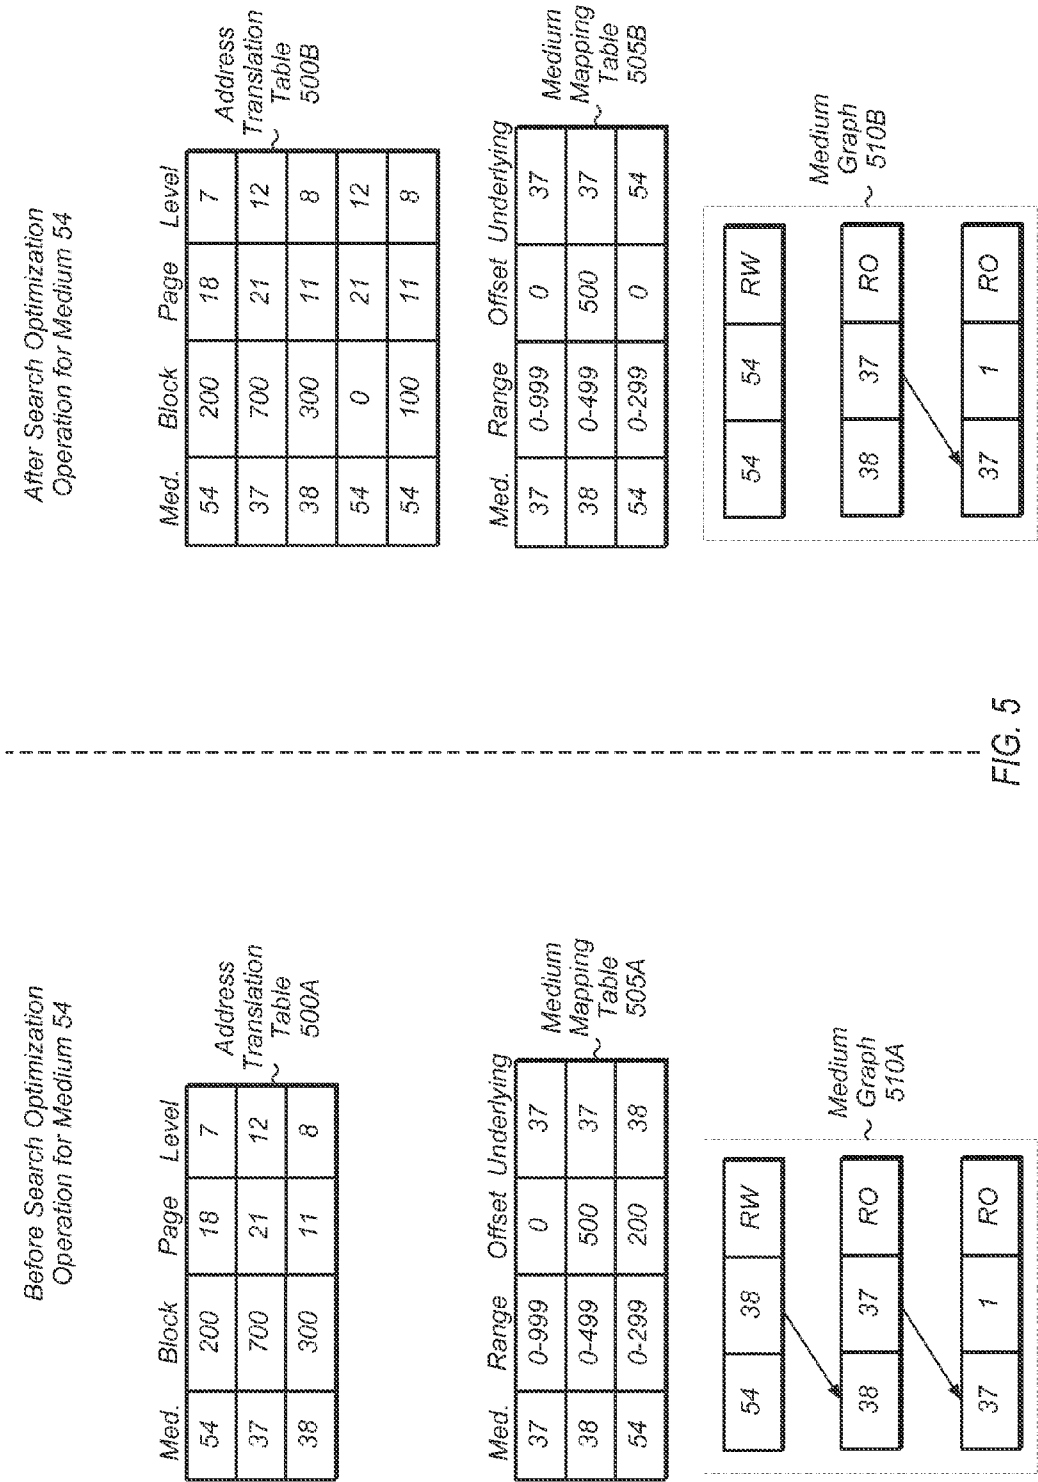 Before Search Optimization
Operation for Medium 54
Med. Block Page Level
54 200 18 7
37 700 21 12
38 300 11 8
Address
Translation
Table
500A
Med. Range Offset Underlying
37 0-999 0 37
38 0-499 500 37
54 0-299 200 38
Medium
Mapping
Table
505A
54 38 RW
38 37 RO
37 1 RO
Medium
Graph
510A
After Search Optimization
Operation for Medium 54
Med. Block Page Level
54 200 18 7
37 700 21 12
38 300 11 8
54 0 21 12
54 100 11 8
Address
Translation
Table
500B
Med. Range Offset Underlying
37 0-999 0 37
38 0-499 500 37
54 0-299 0 54
Medium
Mapping
Table
505B
54 54 RW
38 37 RO
37 1 RO
Medium
Graph
510B
FIG. 5